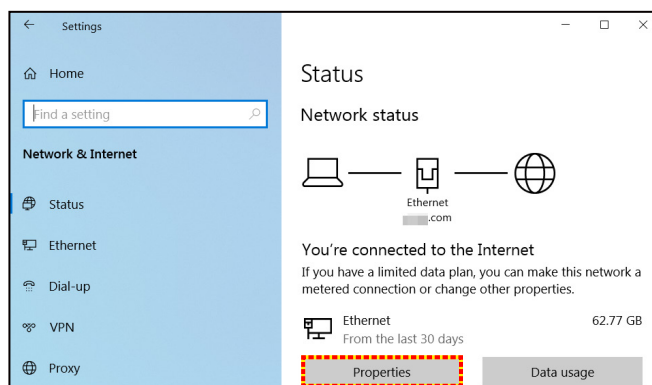 Settings
Home
Find a setting
Network & Internet
Status
Ethernet
Dial-up
VPN
Proxy
Status
Network status
Ethernet
.com
You're connected to the Internet
If you have a limited data plan, you can make this network a
metered connection or change other properties.
Ethernet 62.77 GB
From the last 30 days
Properties Data usage